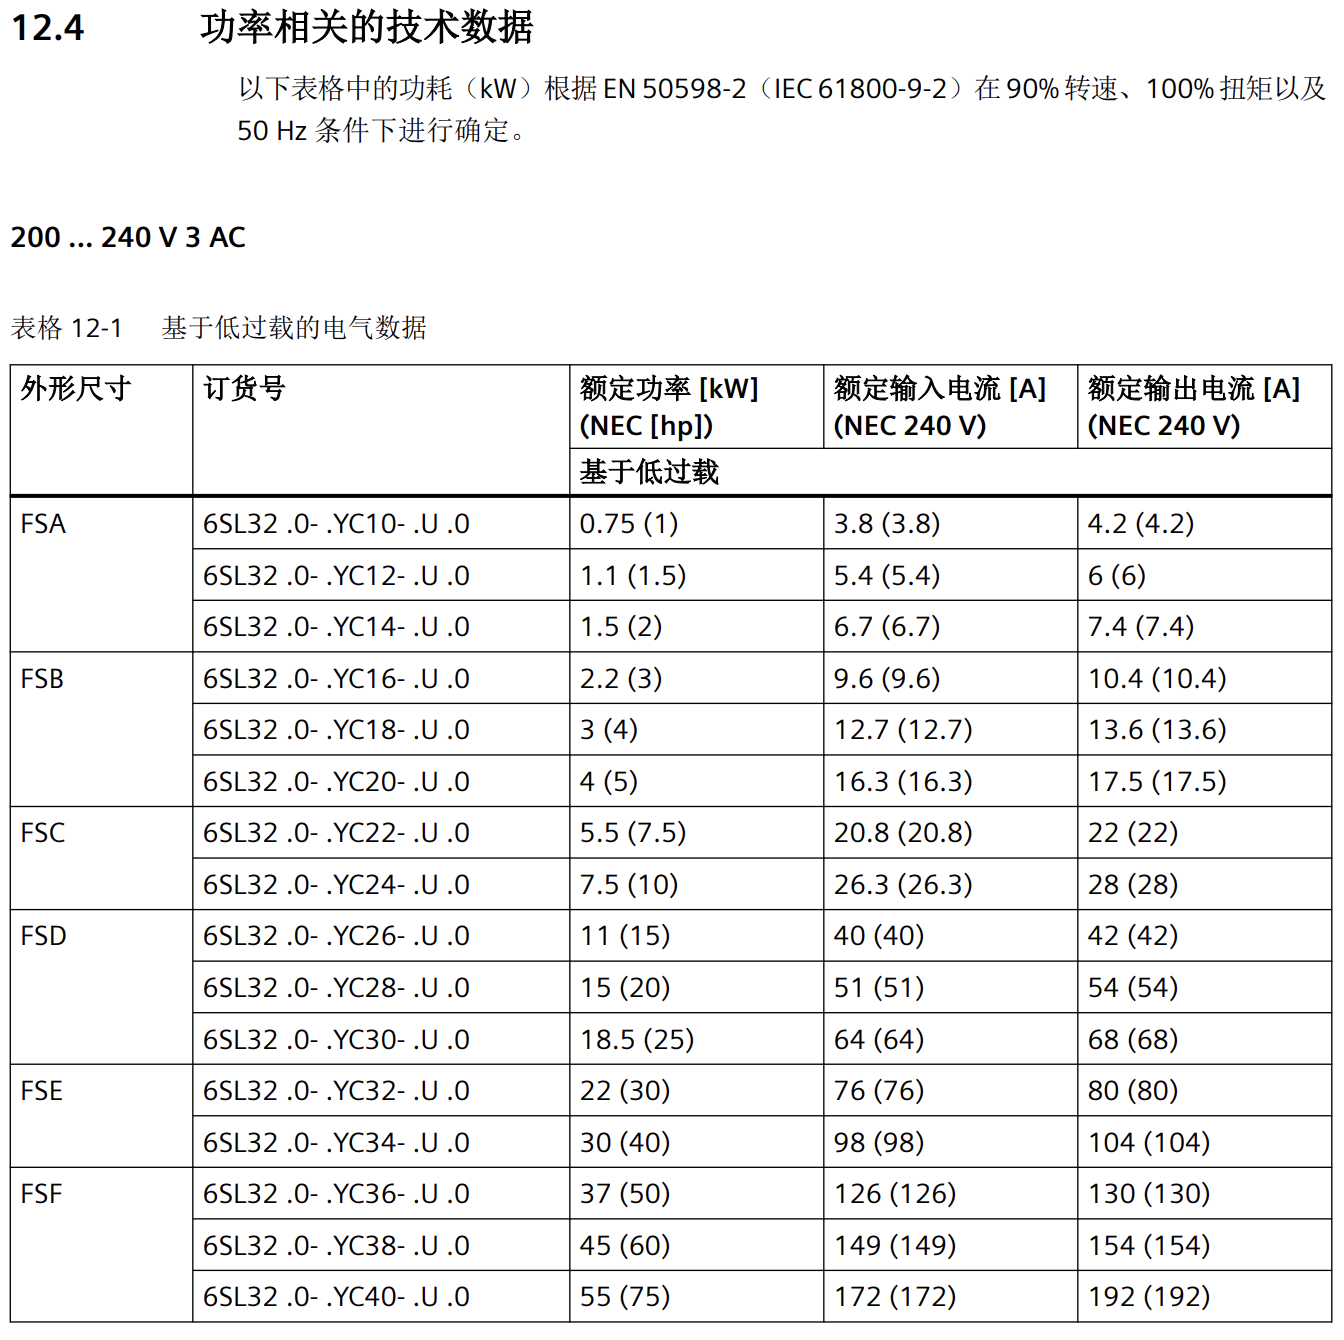 12.4 功率相关的技术数据
以下表格中的功耗（kW）根据 EN 50598-2（IEC 61800-9-2）在 90% 转速、100% 扭矩以及
50 Hz 条件下进行确定。
200 ... 240 V 3 AC
表格 12-1 基于低过载的电气数据
外形尺寸 订货号 额定功率 [kW] 额定输入电流 [A] 额定输出电流 [A]
(NEC [hp]) (NEC 240 V) (NEC 240 V)
基于低过载
FSA 6SL32 .0- .YC10- .U .0 0.75 (1) 3.8 (3.8) 4.2 (4.2)
6SL32 .0- .YC12- .U .0 1.1 (1.5) 5.4 (5.4) 6 (6)
6SL32 .0- .YC14- .U .0 1.5 (2) 6.7 (6.7) 7.4 (7.4)
FSB 6SL32 .0- .YC16- .U .0 2.2 (3) 9.6 (9.6) 10.4 (10.4)
6SL32 .0- .YC18- .U .0 3 (4) 12.7 (12.7) 13.6 (13.6)
6SL32 .0- .YC20- .U .0 4 (5) 16.3 (16.3) 17.5 (17.5)
FSC 6SL32 .0- .YC22- .U .0 5.5 (7.5) 20.8 (20.8) 22 (22)
6SL32 .0- .YC24- .U .0 7.5 (10) 26.3 (26.3) 28 (28)
FSD 6SL32 .0- .YC26- .U .0 11 (15) 40 (40) 42 (42)
6SL32 .0- .YC28- .U .0 15 (20) 51 (51) 54 (54)
6SL32 .0- .YC30- .U .0 18.5 (25) 64 (64) 68 (68)
FSE 6SL32 .0- .YC32- .U .0 22 (30) 76 (76) 80 (80)
6SL32 .0- .YC34- .U .0 30 (40) 98 (98) 104 (104)
FSF 6SL32 .0- .YC36- .U .0 37 (50) 126 (126) 130 (130)
6SL32 .0- .YC38- .U .0 45 (60) 149 (149) 154 (154)
6SL32 .0- .YC40- .U .0 55 (75) 172 (172) 192 (192)